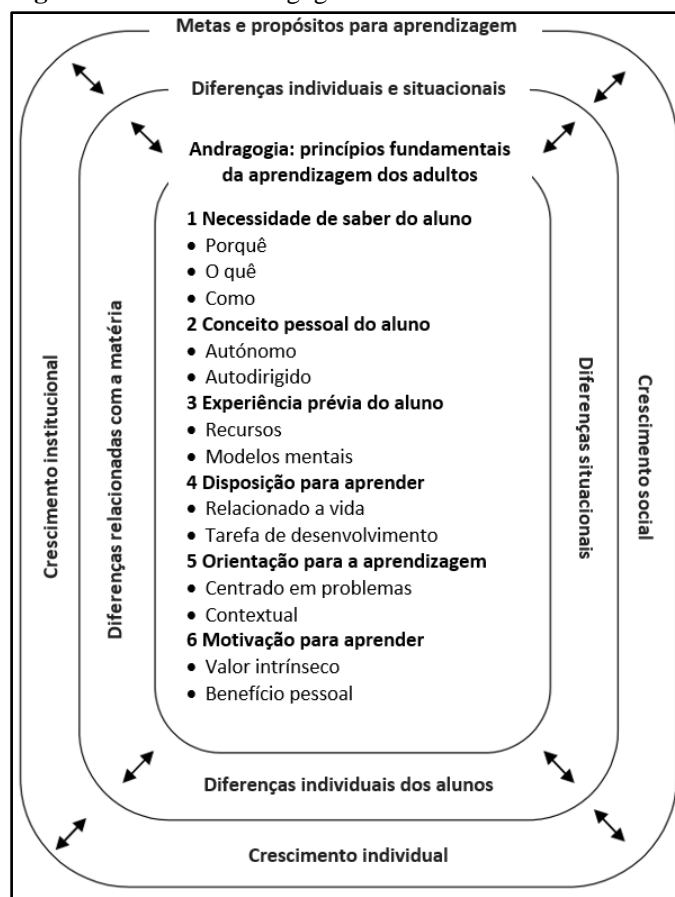 Metas e propósitos para aprendizagem
Diferenças individuais e situacionais
Andragogia: princípios fundamentais
da aprendizagem dos adultos
1 Necessidade de saber do aluno
• Porquê
• O quê
• Como
2 Conceito pessoal do aluno
• Autónomo
• Autodirigido
3 Experiência prévia do aluno
• Recursos
• Modelos mentais
4 Disposição para aprender
• Relacionado a vida
• Tarefa de desenvolvimento
5 Orientação para a aprendizagem
• Centrado em problemas
• Contextual
6 Motivação para aprender
• Valor intrínseco
• Benefício pessoal
Crescimento institucional
Diferenças relacionadas com a matéria
Diferenças situacionais
Crescimento social
Diferenças individuais dos alunos
Crescimento individual